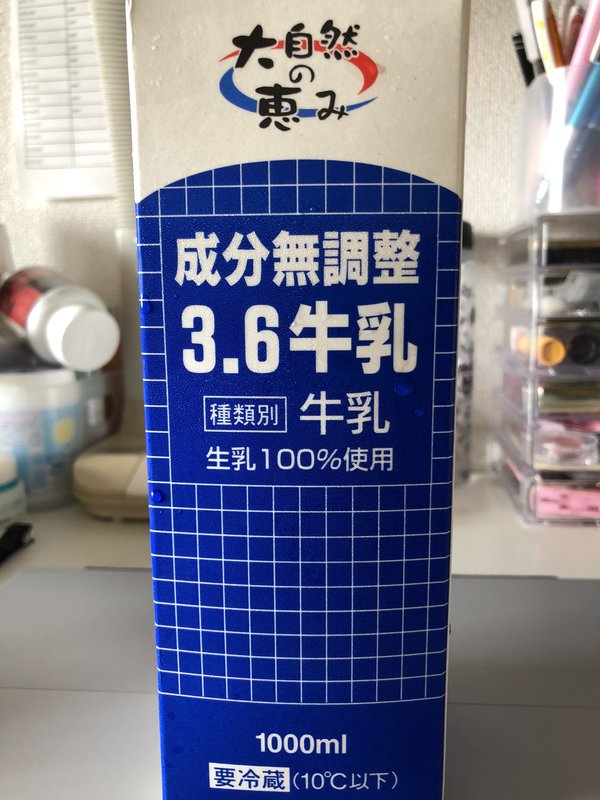 大自然
の
恵み
成分無調整
3.6牛乳
種類別 牛乳
生乳100%使用
1000ml
要冷蔵(10℃以下)